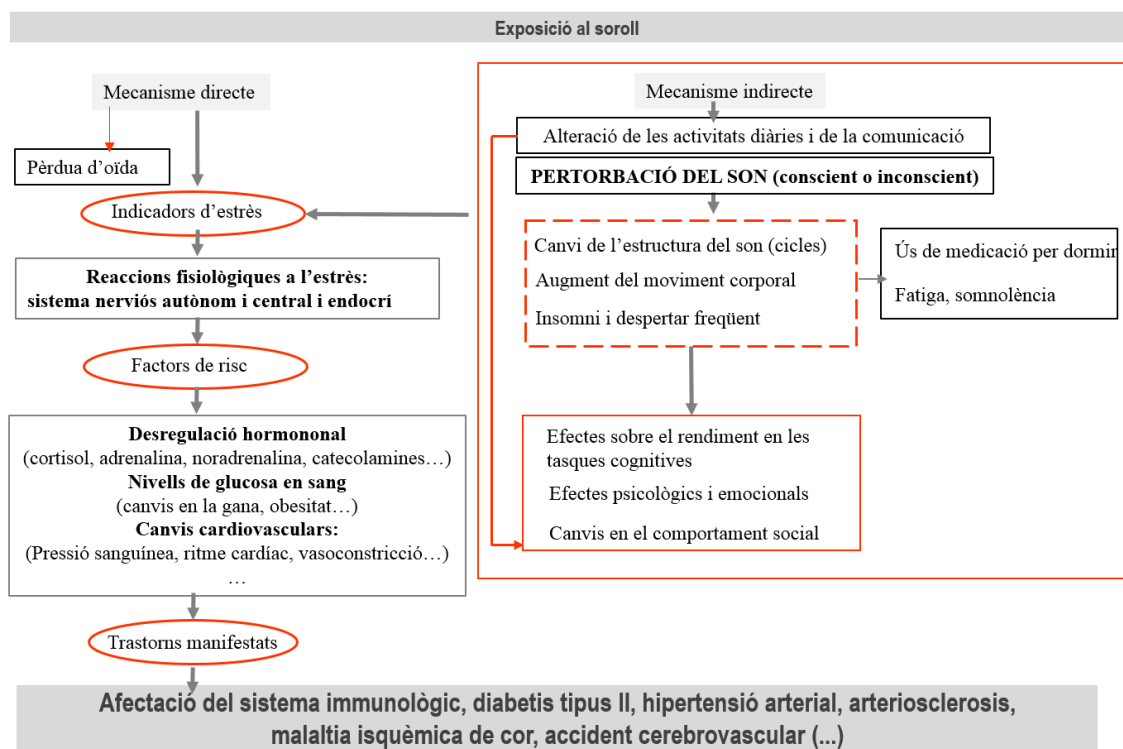 Exposició al soroll
Mecanisme directe
Pèrdua d'oïda
Indicadors d'estrès
Reaccions fisiològiques a l'estrès:
sistema nerviós autònom i central i endocrí
Factors de risc
Desregulació hormononal
(cortisol, adrenalina, noradrenalina, catecolamines…)
Nivells de glucosa en sang
(canvis en la gana, obesitat…)
Canvis cardiovasculars:
(Pressió sanguínea, ritme cardíac, vasoconstricció…)
…
Trastorns manifestats
Mecanisme indirecte
Alteració de les activitats diàries i de la comunicació
PERTORBACIÓ DEL SON (conscient o inconscient)
Canvi de l'estructura del son (cicles)
Augment del moviment corporal
Insomni i despertar freqüent
Ús de medicació per dormir
Fatiga, somnolència
Efectes sobre el rendiment en les
tasques cognitives
Efectes psicològics i emocionals
Canvis en el comportament social
Afectació del sistema immunològic, diabetis tipus II, hipertensió arterial, arteriosclerosis,
malaltia isquèmica de cor, accident cerebrovascular (...)